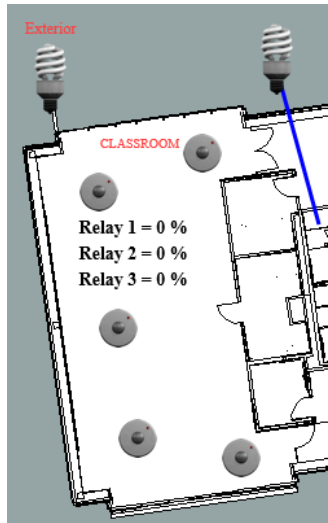 Exterior
CLASSROOM
Relay 1 = 0 %
Relay 2 = 0 %
Relay 3 = 0 %